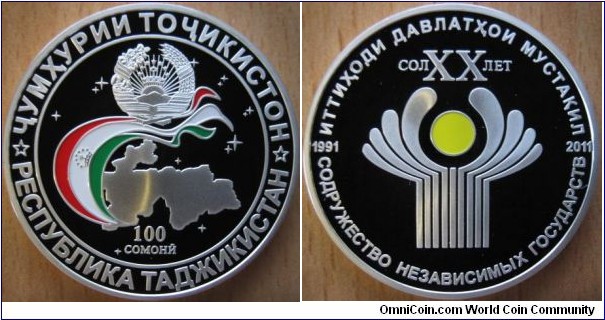 ҶУМҲУРИИ ТОҶИКИСТОН
100
СОМОНӢ
РЕСПУБЛИКА ТАДЖИКИСТАН
ИТТИҲОДИ ДАВЛАТҲОИ МУСТАКИЛ
СОЛ XX ЛЕТ
1991 2011
СОДРУЖЕСТВО НЕЗАВИСИМЫХ ГОСУДАРСТВ
OmniCoin.com World Coin Community